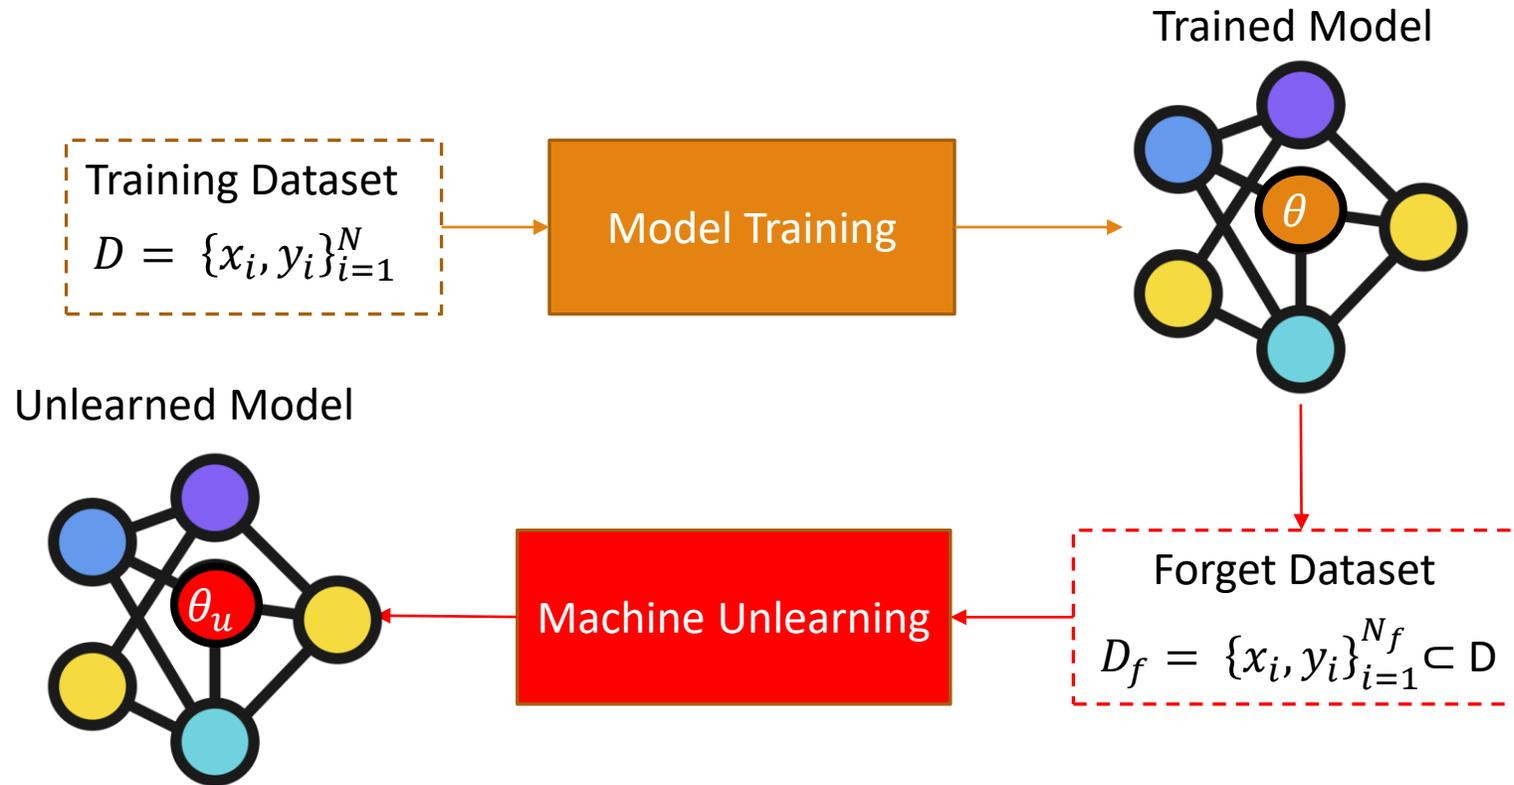 Trained Model
Training Dataset
D = {x_i, y_i}_{i=1}^{N}
Model Training
θ
Unlearned Model
Forget Dataset
D_f = {x_i, y_i}_{i=1}^{N_f} ⊂ D
Machine Unlearning
θ_u